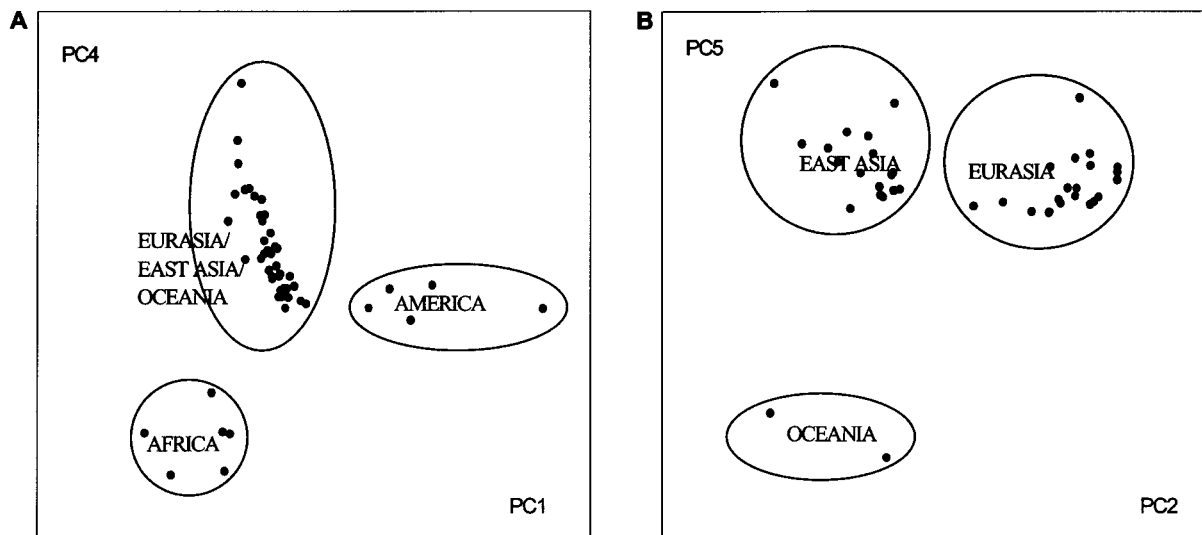 A
PC4
EURASIA/
EAST ASIA/
OCEANIA
AMERICA
AFRICA
PC1
B
PC5
EAST ASIA
EURASIA
OCEANIA
PC2